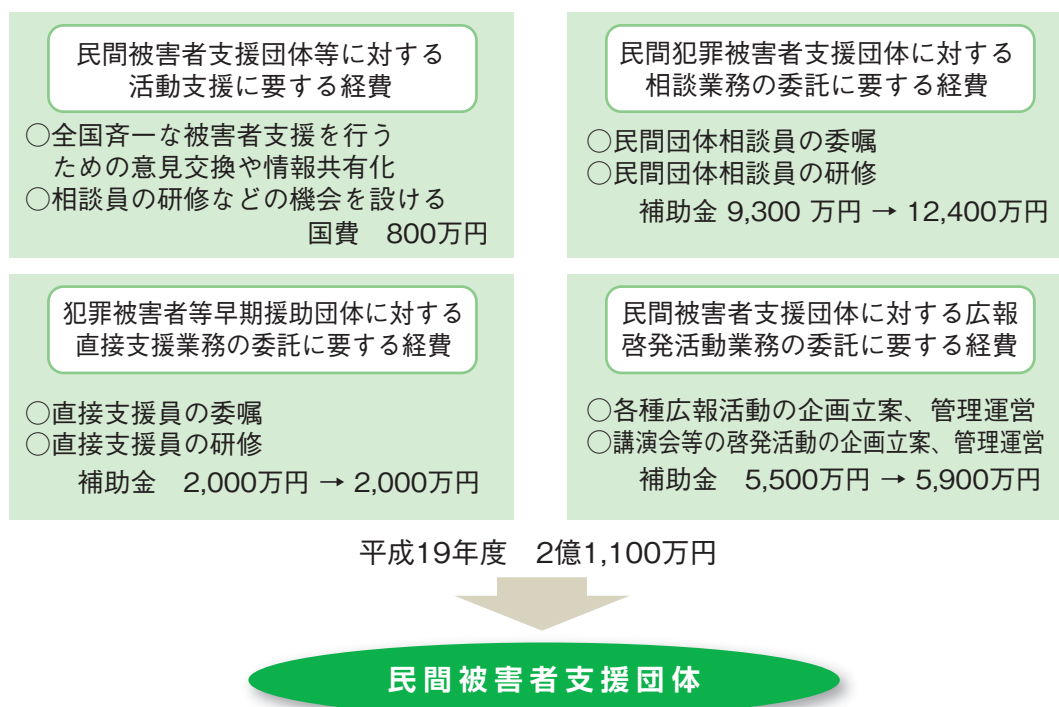 民間被害者支援団体等に対する
活動支援に要する経費
○全国斉一な被害者支援を行う
ための意見交換や情報共有化
○相談員の研修などの機会を設ける
国費　800万円
民間犯罪被害者支援団体に対する
相談業務の委託に要する経費
○民間団体相談員の委嘱
○民間団体相談員の研修
補助金 9,300 万円 → 12,400万円
犯罪被害者等早期援助団体に対する
直接支援業務の委託に要する経費
○直接支援員の委嘱
○直接支援員の研修
補助金　2,000万円 → 2,000万円
民間被害者支援団体に対する広報
啓発活動業務の委託に要する経費
○各種広報活動の企画立案、管理運営
○講演会等の啓発活動の企画立案、管理運営
補助金　5,500万円 → 5,900万円
平成19年度　2億1,100万円
民間被害者支援団体